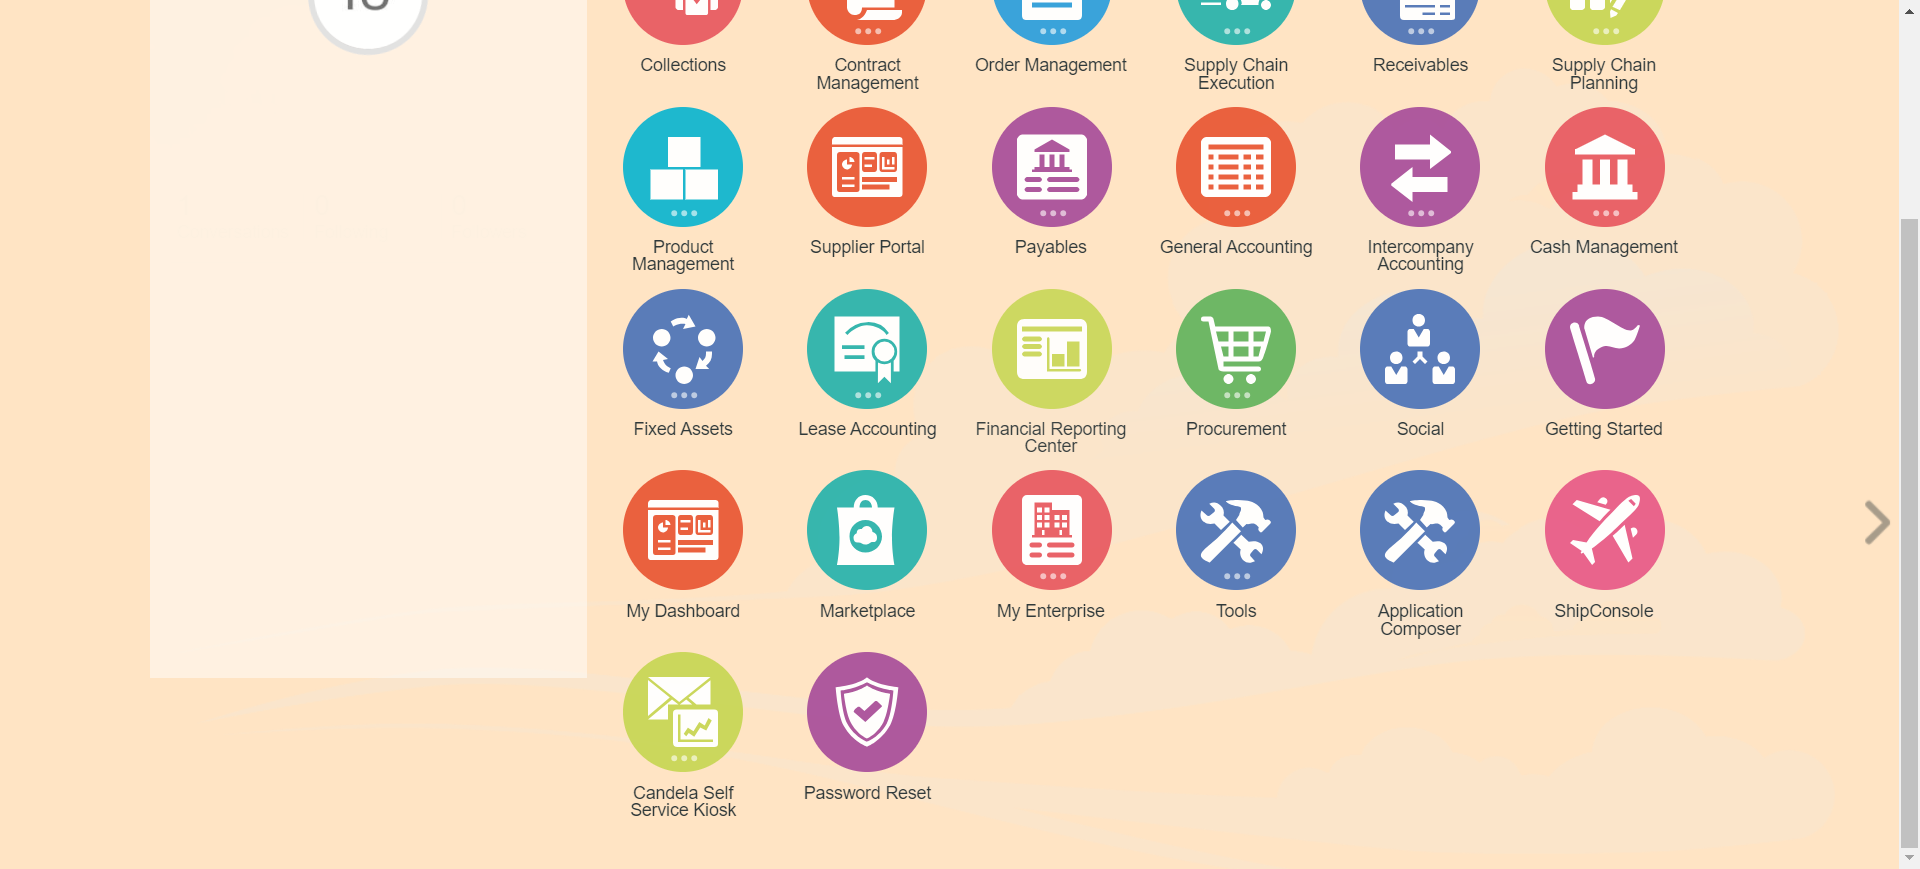 Collections
Contract
Management
Order Management
Supply Chain
Execution
Receivables
Supply Chain
Planning
Product
Management
Supplier Portal
Payables
General Accounting
Intercompany
Accounting
Cash Management
Fixed Assets
Lease Accounting
Financial Reporting
Center
Procurement
Social
Getting Started
My Dashboard
Marketplace
My Enterprise
Tools
Application
Composer
ShipConsole
Candela Self
Service Kiosk
Password Reset